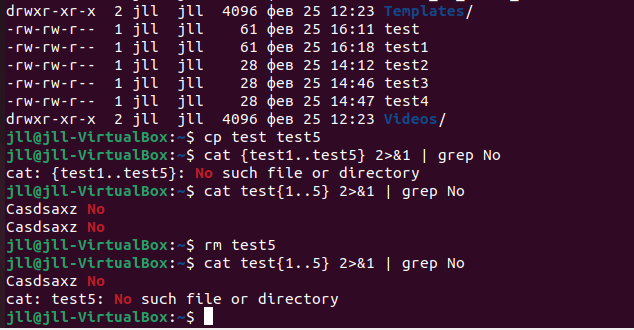 drwxr-xr-x 2 jll jll 4096 фев 25 12:23 Templates/
-rw-rw-r-- 1 jll jll 61 фев 25 16:11 test
-rw-rw-r-- 1 jll jll 61 фев 25 16:18 test1
-rw-rw-r-- 1 jll jll 28 фев 25 14:12 test2
-rw-rw-r-- 1 jll jll 28 фев 25 14:46 test3
-rw-rw-r-- 1 jll jll 28 фев 25 14:47 test4
drwxr-xr-x 2 jll jll 4096 фев 25 12:23 Videos/
jll@jll-VirtualBox:~$ cp test test5
jll@jll-VirtualBox:~$ cat {test1..test5} 2>&1 | grep No
cat: {test1..test5}: No such file or directory
jll@jll-VirtualBox:~$ cat test{1..5} 2>&1 | grep No
Casdsaxz No
Casdsaxz No
jll@jll-VirtualBox:~$ rm test5
jll@jll-VirtualBox:~$ cat test{1..5} 2>&1 | grep No
Casdsaxz No
cat: test5: No such file or directory
jll@jll-VirtualBox:~$